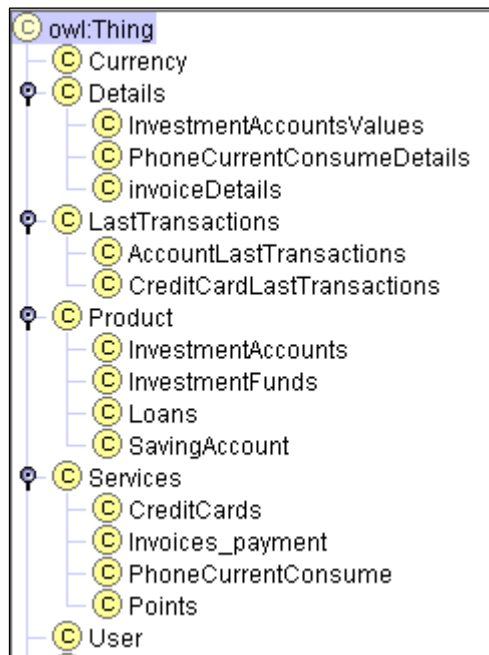 C owl:Thing
C Currency
C Details
C InvestmentAccountsValues
C PhoneCurrentConsumeDetails
C invoiceDetails
C LastTransactions
C AccountLastTransactions
C CreditCardLastTransactions
C Product
C InvestmentAccounts
C InvestmentFunds
C Loans
C SavingAccount
C Services
C CreditCards
C Invoices_payment
C PhoneCurrentConsume
C Points
C User